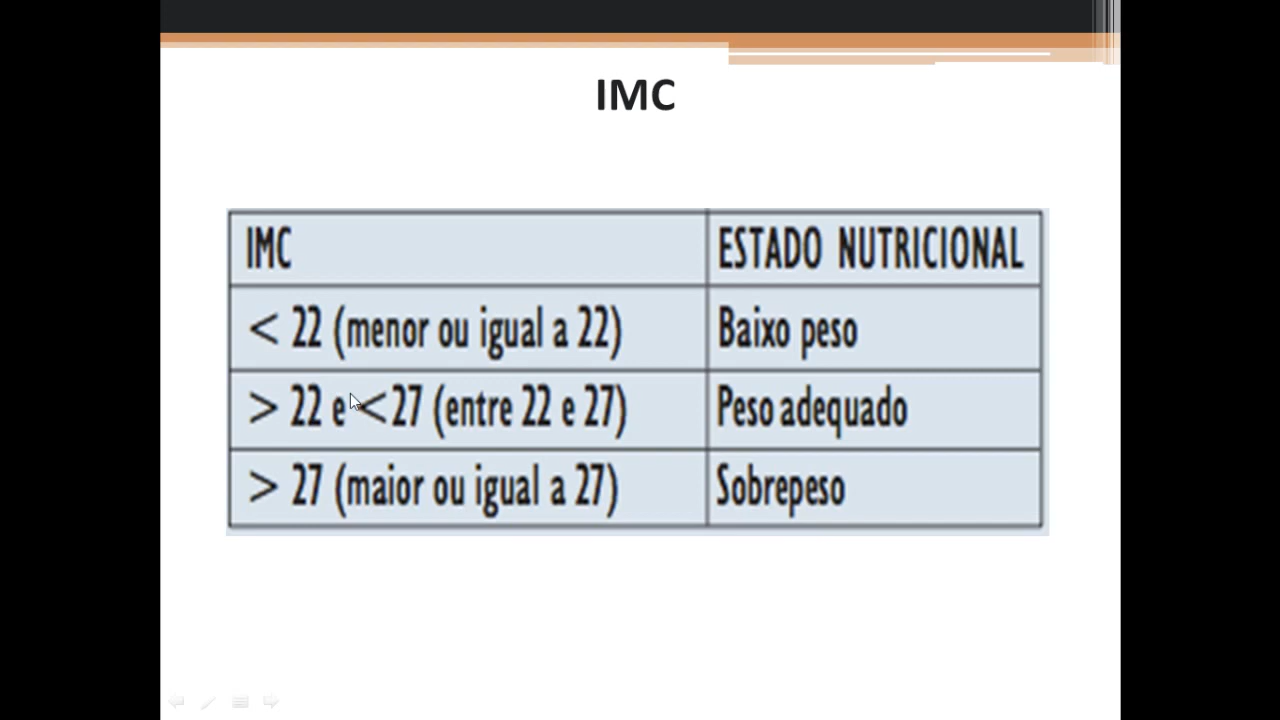 IMC
IMC ESTADO NUTRICIONAL
< 22 (menor ou igual a 22) Baixo peso
> 22 e <27 (entre 22 e 27) Peso adequado
> 27 (maior ou igual a 27) Sobrepeso